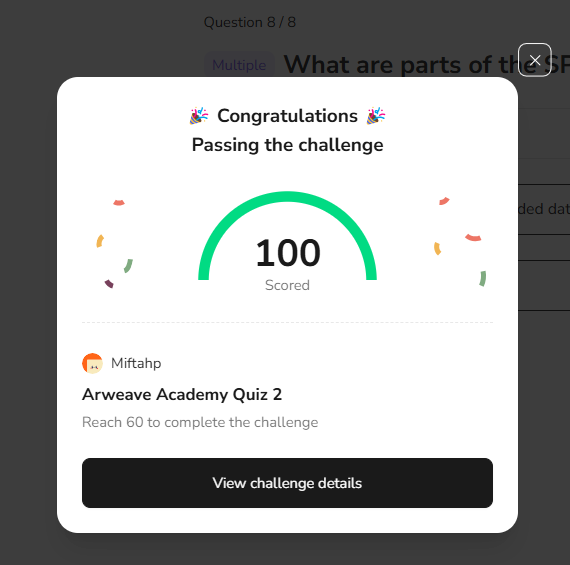 Question 8 / 8
Multiple What are parts of the SP
🎉 Congratulations 🎉
Passing the challenge
ded dat
100
Scored
Miftahp
Arweave Academy Quiz 2
Reach 60 to complete the challenge
View challenge details